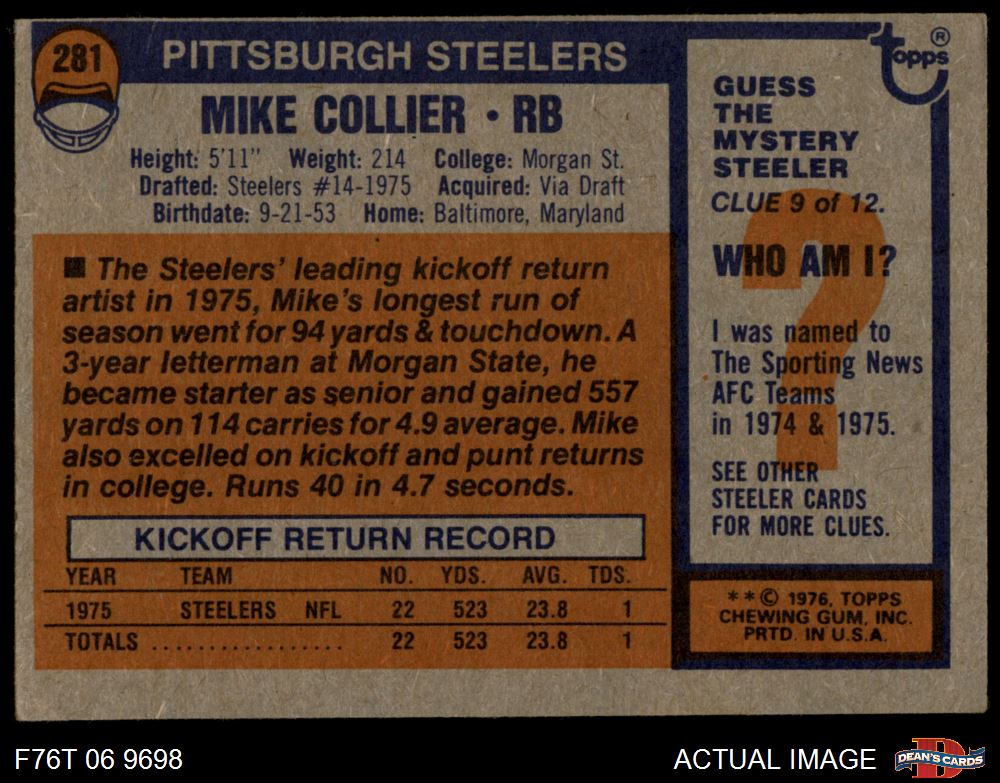 281
PITTSBURGH STEELERS
MIKE COLLIER • RB
Height: 5'11" Weight: 214 College: Morgan St.
Drafted: Steelers #14-1975 Acquired: Via Draft
Birthdate: 9-21-53 Home: Baltimore, Maryland
■ The Steelers' leading kickoff return
artist in 1975, Mike's longest run of
season went for 94 yards & touchdown. A
3-year letterman at Morgan State, he
became starter as senior and gained 557
yards on 114 carries for 4.9 average. Mike
also excelled on kickoff and punt returns
in college. Runs 40 in 4.7 seconds.
KICKOFF RETURN RECORD
YEAR TEAM NO. YDS. AVG. TDS.
1975 STEELERS NFL 22 523 23.8 1
TOTALS ................. 22 523 23.8 1
topps ®
GUESS
THE
MYSTERY
STEELER
CLUE 9 of 12.
WHO AM I?
I was named to
The Sporting News
AFC Teams
in 1974 & 1975.
SEE OTHER
STEELER CARDS
FOR MORE CLUES.
* * © 1976, TOPPS
CHEWING GUM, INC.
PRTD. IN U.S.A.
F76T 06 9698
ACTUAL IMAGE
DEAN'S CARDS